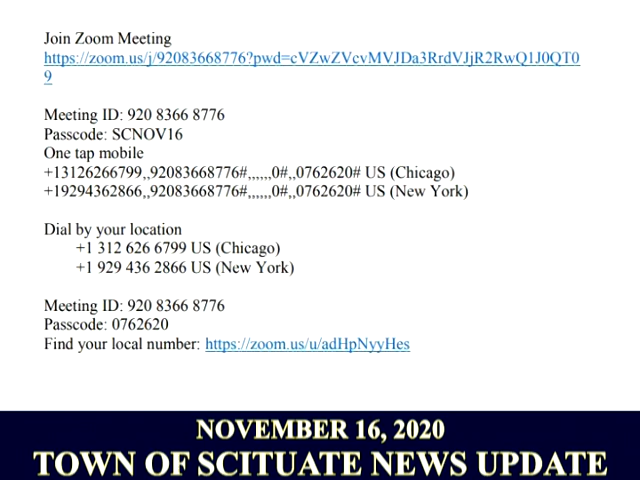 Join Zoom Meeting
https://zoom.us/j/92083668776?pwd=cVZwZVcvMVJDa3RrdVJjR2RwQ1J0QT0
9
Meeting ID: 920 8366 8776
Passcode: SCNOV16
One tap mobile
+13126266799,,92083668776#,,,,,,0#,,0762620# US (Chicago)
+19294362866,,92083668776#,,,,,,0#,,0762620# US (New York)
Dial by your location
+1 312 626 6799 US (Chicago)
+1 929 436 2866 US (New York)
Meeting ID: 920 8366 8776
Passcode: 0762620
Find your local number: https://zoom.us/u/adHpNyyHes
NOVEMBER 16, 2020
TOWN OF SCITUATE NEWS UPDATE